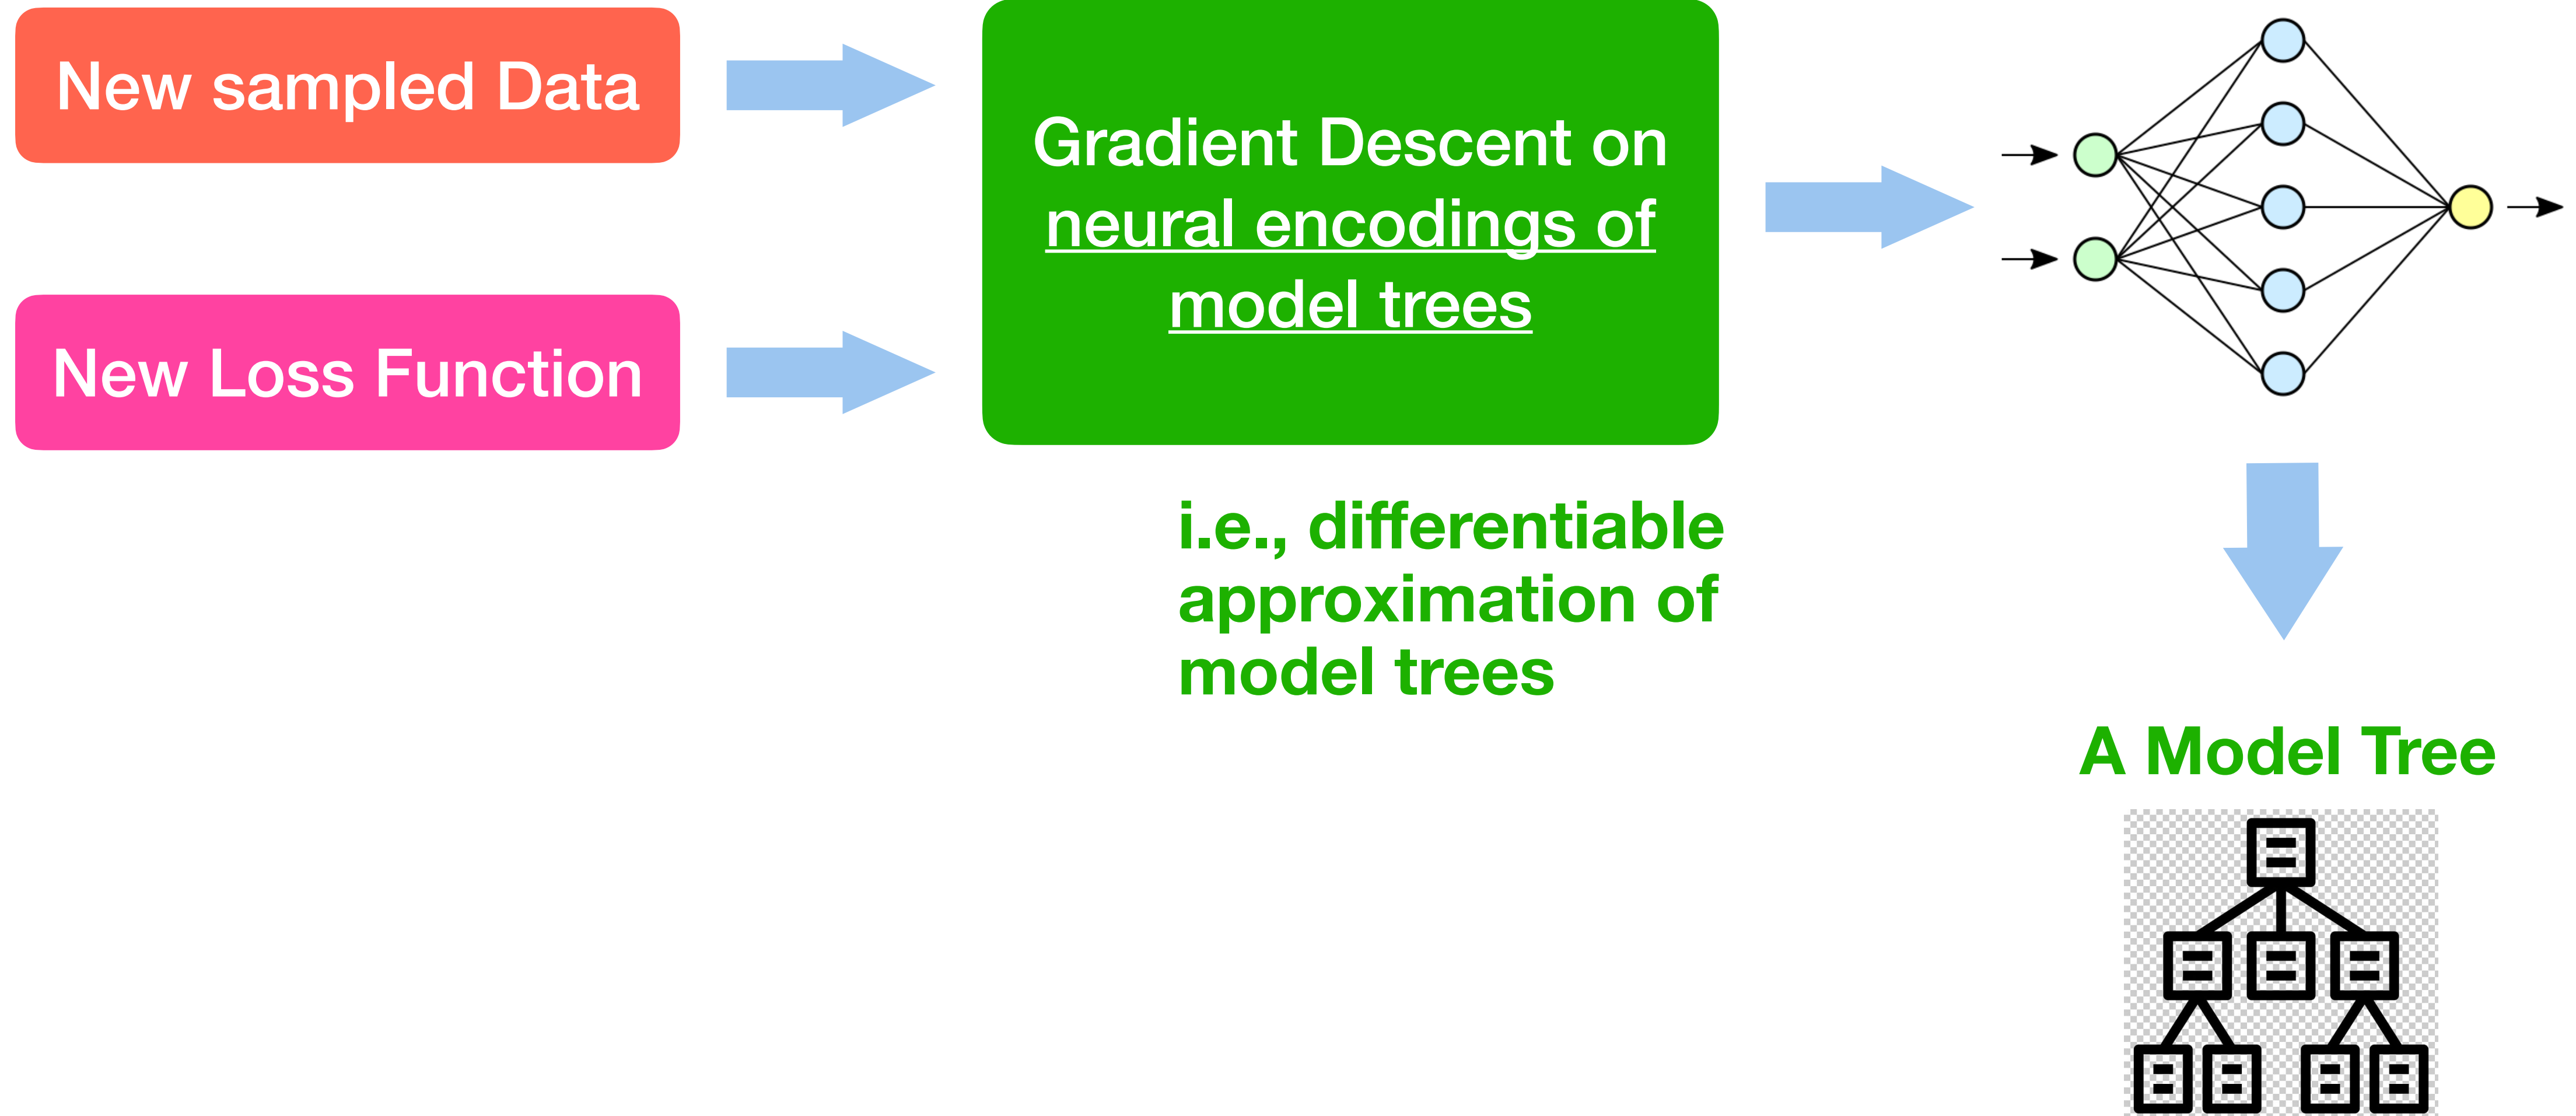 New sampled Data
New Loss Function
Gradient Descent on
neural encodings of
model trees
i.e., differentiable
approximation of
model trees
A Model Tree